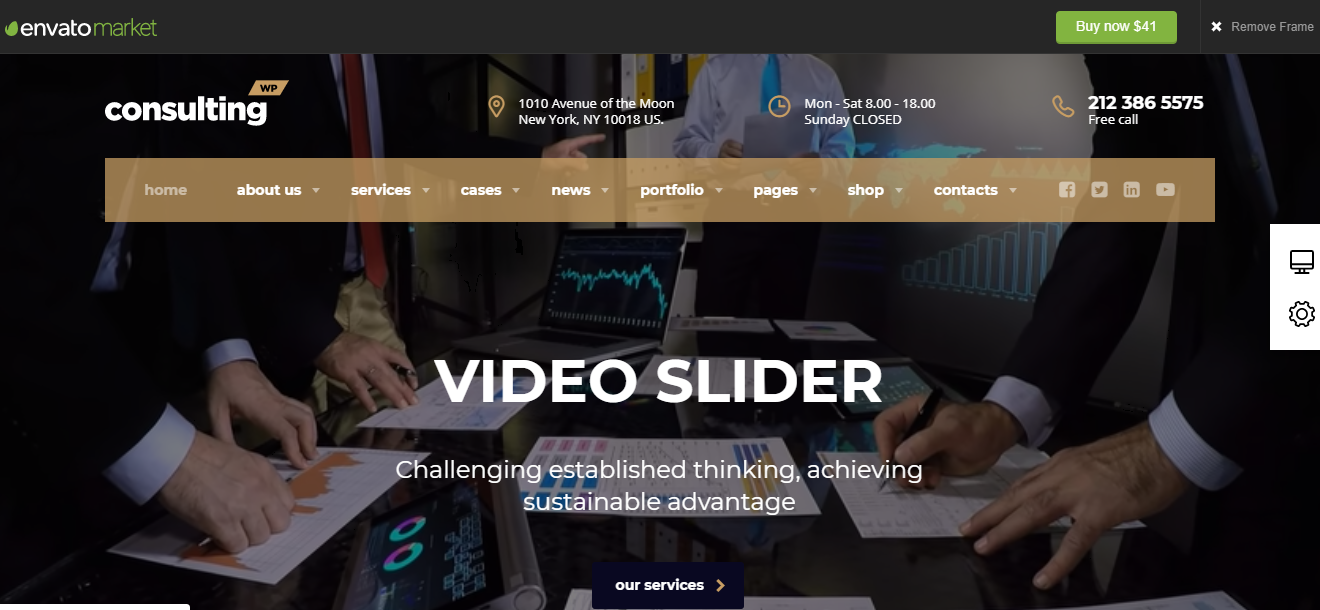 envato market
Buy now $41
Remove Frame
consulting WP
1010 Avenue of the Moon
New York, NY 10018 US.
Mon - Sat 8.00 - 18.00
Sunday CLOSED
212 386 5575
Free call
home about us services cases news portfolio pages shop contacts
VIDEO SLIDER
Challenging established thinking, achieving
sustainable advantage
our services